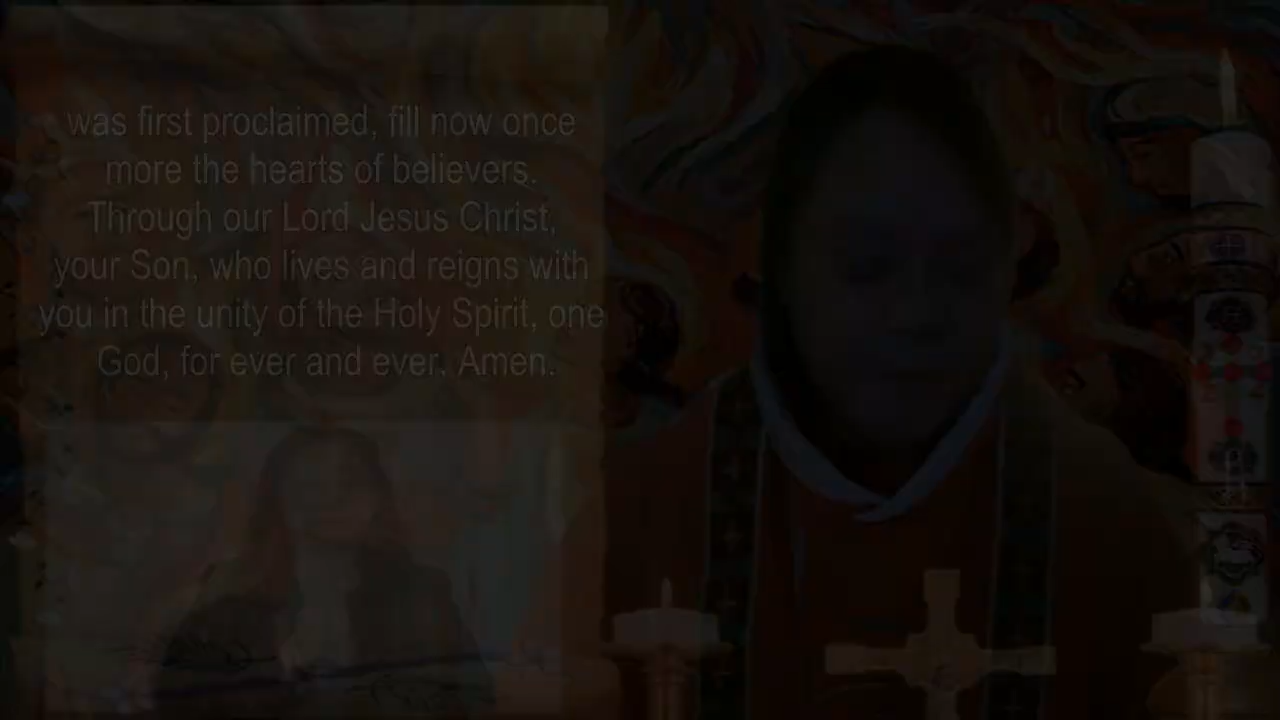 was first proclaimed, fill now once
more the hearts of believers.
Through our Lord Jesus Christ,
your Son, who lives and reigns with
you in the unity of the Holy Spirit, one
God, for ever and ever. Amen.